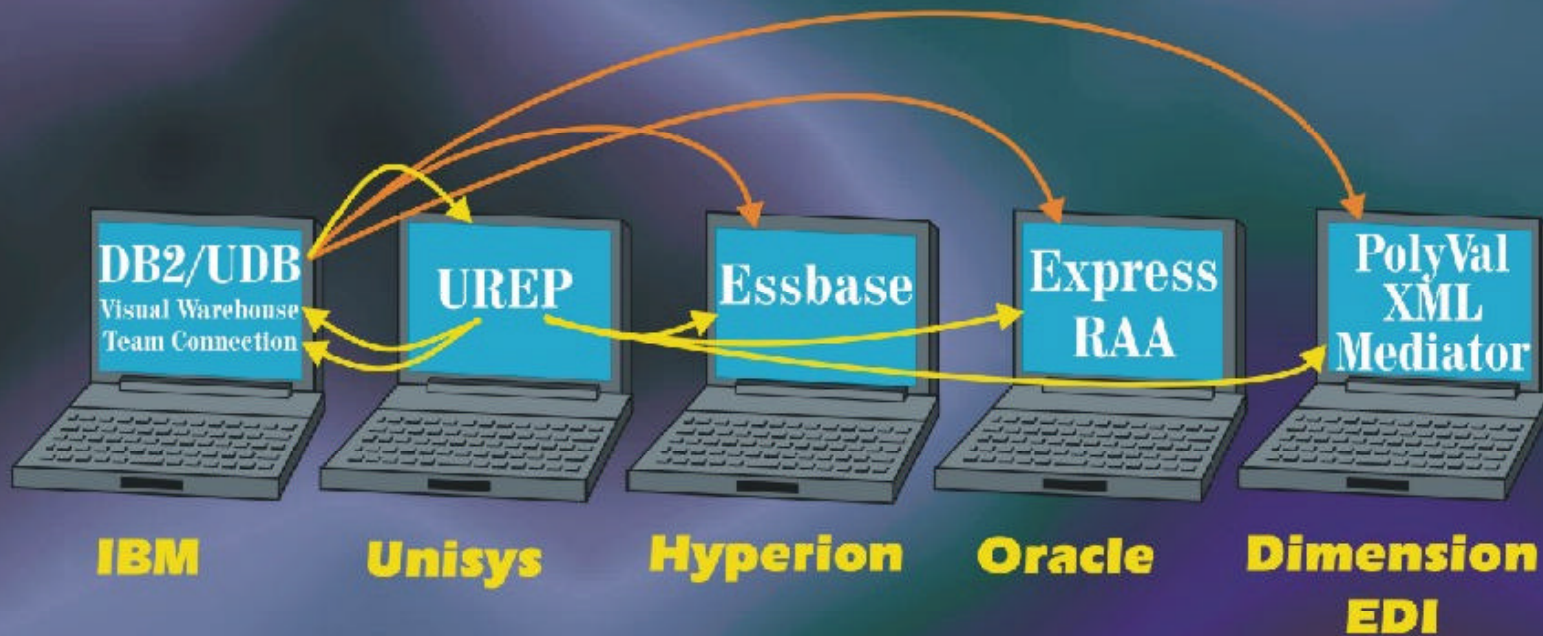 DB2/UDB
Visual Warehouse
Team Connection
UREP
Essbase
Express
RAA
PolyVal
XML
Mediator
IBM
Unisys
Hyperion
Oracle
Dimension
EDI